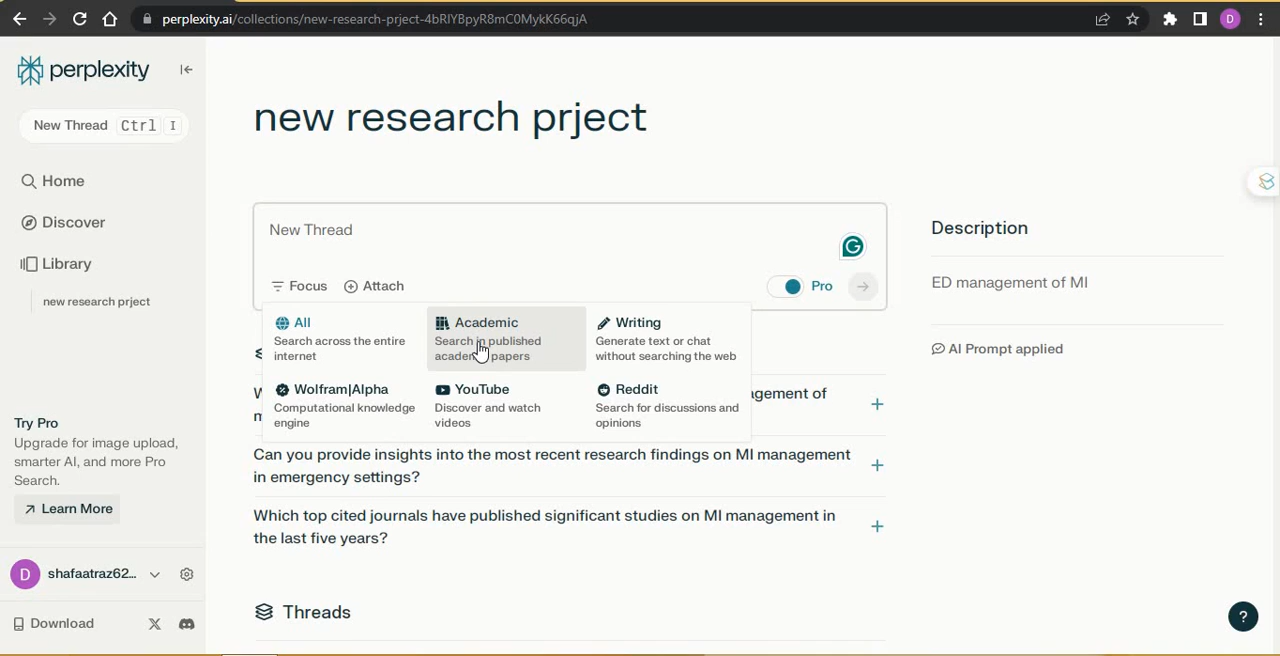 perplexity.ai/collections/new-research-prject-4bRIYBpyR8mC0MykK66qjA
D
perplexity
New Thread Ctrl I
Home
Discover
Library
new research prject
Try Pro
Upgrade for image upload,
smarter AI, and more Pro
Search.
Learn More
D shafaatraz62...
Download
new research prject
New Thread
Focus Attach
Pro
All
Search across the entire
internet
Academic
Search in published
academic papers
Writing
Generate text or chat
without searching the web
Wolfram|Alpha
Computational knowledge
engine
YouTube
Discover and watch
videos
Reddit
Search for discussions and
opinions
Can you provide insights into the most recent research findings on MI management
in emergency settings?
Which top cited journals have published significant studies on MI management in
the last five years?
Threads
Description
ED management of MI
AI Prompt applied
?